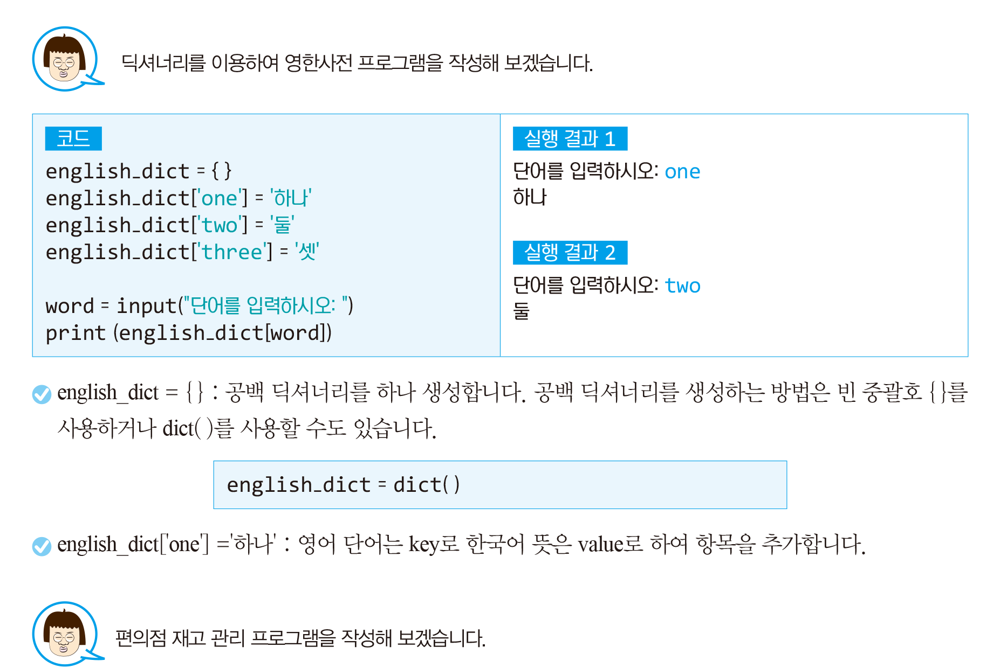 딕셔너리를 이용하여 영한사전 프로그램을 작성해 보겠습니다.
코드
english_dict = { }
english_dict['one'] = '하나'
english_dict['two'] = '둘'
english_dict['three'] = '셋'
word = input("단어를 입력하시오: ")
print (english_dict[word])
실행 결과 1
단어를 입력하시오: one
하나
실행 결과 2
단어를 입력하시오: two
둘
english_dict = {} : 공백 딕셔너리를 하나 생성합니다. 공백 딕셔너리를 생성하는 방법은 빈 중괄호 {}를
사용하거나 dict( )를 사용할 수도 있습니다.
english_dict = dict( )
english_dict['one'] ='하나' : 영어 단어는 key로 한국어 뜻은 value로 하여 항목을 추가합니다.
편의점 재고 관리 프로그램을 작성해 보겠습니다.